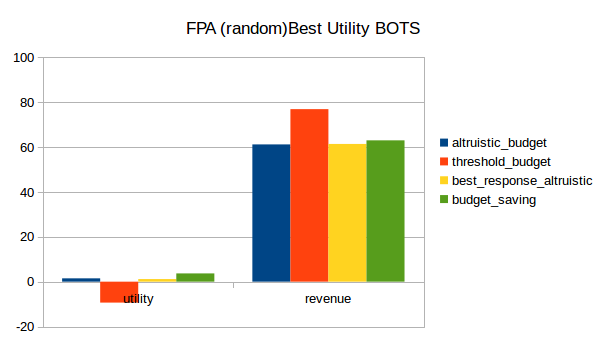 FPA (random)Best Utility BOTS
100
80
60
40
20
0
-20
utility
revenue
altruistic_budget
threshold_budget
best_response_altruistic
budget_saving